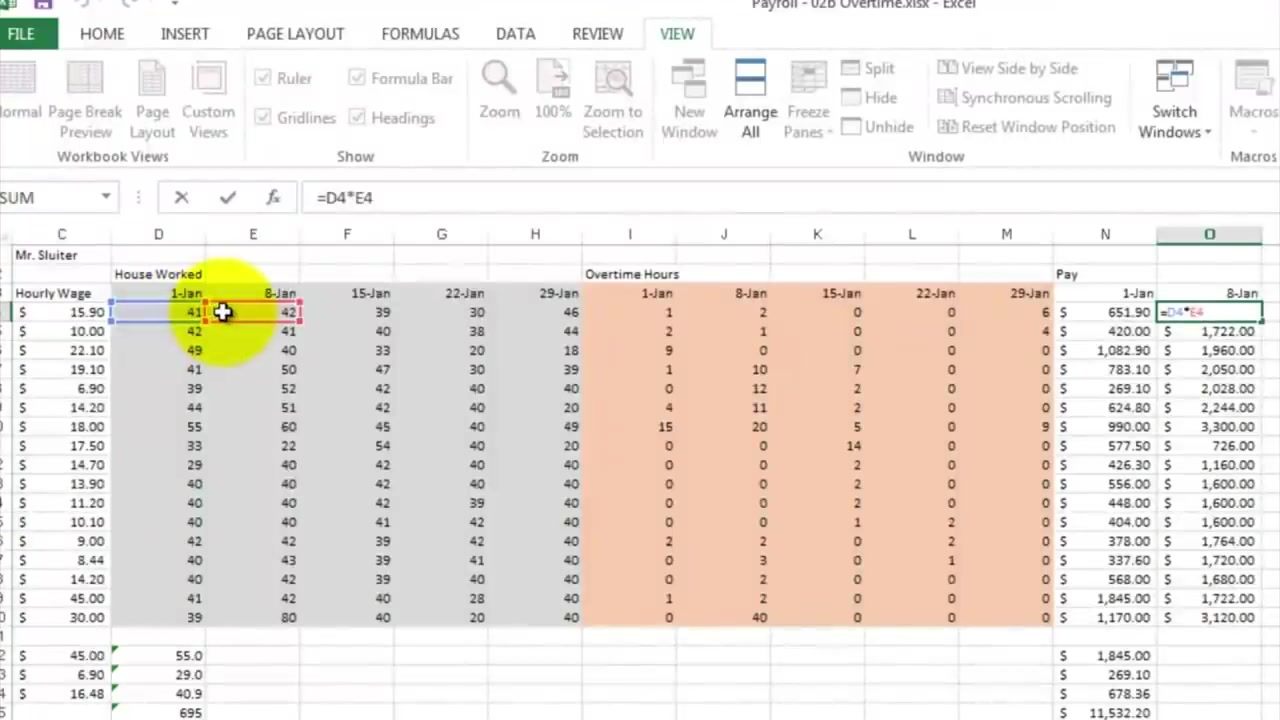 Payroll - 02b Overtime.xlsx - Excel
FILE HOME INSERT PAGE LAYOUT FORMULAS DATA REVIEW VIEW
Ruler Formula Bar Split View Side by Side
Gridlines Headings Hide Synchronous Scrolling
Unhide Reset Window Position
Page Break Page Custom Zoom 100% Zoom to New Arrange Freeze Switch Macros
Preview Layout Views Selection Window All Panes Windows
Workbook Views Show Zoom Window Macros
SUM =D4*E4
C D E F G H I J K L M N O
Mr. Sluiter
House Worked Overtime Hours Pay
Hourly Wage 1-Jan 8-Jan 15-Jan 22-Jan 29-Jan 1-Jan 8-Jan 15-Jan 22-Jan 29-Jan 1-Jan 8-Jan
$ 15.90 41 42 39 30 46 1 2 0 0 6 $ 651.90 =D4*E4
$ 10.00 42 41 40 38 44 2 1 0 0 4 $ 420.00 $ 1,722.00
$ 22.10 49 40 33 20 18 9 0 0 0 0 $ 1,082.90 $ 1,960.00
$ 19.10 41 50 47 30 39 1 10 7 0 0 $ 783.10 $ 2,050.00
$ 6.90 39 52 42 40 40 0 12 2 0 0 $ 269.10 $ 2,028.00
$ 14.20 44 51 42 40 20 4 11 2 0 0 $ 624.80 $ 2,244.00
$ 18.00 55 60 45 40 49 15 20 5 0 9 $ 990.00 $ 3,300.00
$ 17.50 33 22 54 40 40 0 0 14 0 0 $ 577.50 $ 726.00
$ 14.70 29 40 42 40 40 0 0 2 0 0 $ 426.30 $ 1,160.00
$ 13.90 40 40 42 40 40 0 0 2 0 0 $ 556.00 $ 1,600.00
$ 11.20 40 40 42 39 40 0 0 2 0 0 $ 448.00 $ 1,600.00
$ 10.10 40 40 41 42 40 0 0 1 2 0 $ 404.00 $ 1,600.00
$ 9.00 42 42 39 42 40 2 2 0 2 0 $ 378.00 $ 1,764.00
$ 8.44 40 43 39 41 40 0 3 0 1 0 $ 337.60 $ 1,720.00
$ 14.20 40 42 39 40 40 0 2 0 0 0 $ 568.00 $ 1,680.00
$ 45.00 41 42 40 28 40 1 2 0 0 0 $ 1,845.00 $ 1,722.00
$ 30.00 39 80 40 20 40 0 40 0 0 0 $ 1,170.00 $ 3,120.00
$ 45.00 55.0 $ 1,845.00
$ 6.90 29.0 $ 269.10
$ 16.48 40.9 $ 678.36
695 $ 11,532.20